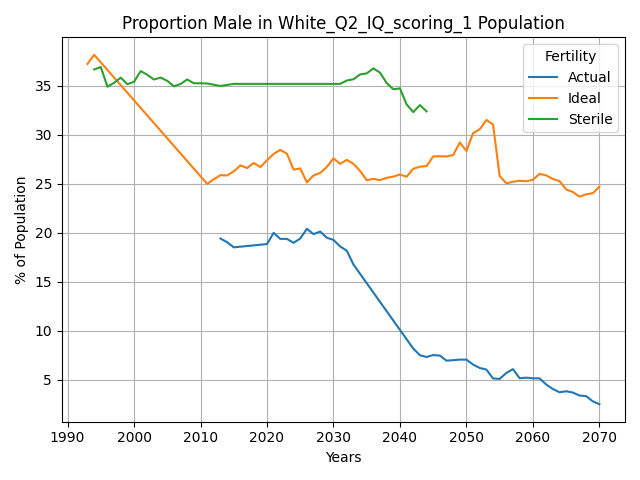 Proportion Male in White_Q2_IQ_scoring_1 Population
Fertility
Actual
Ideal
Sterile
% of Population
35
30
25
20
15
10
5
1990 2000 2010 2020 2030 2040 2050 2060 2070
Years